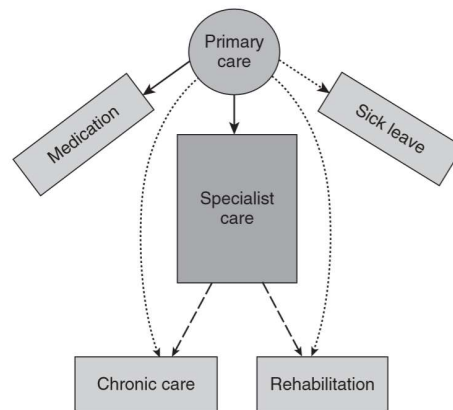 Primary
care
Medication
Sick leave
Specialist
care
Chronic care
Rehabilitation